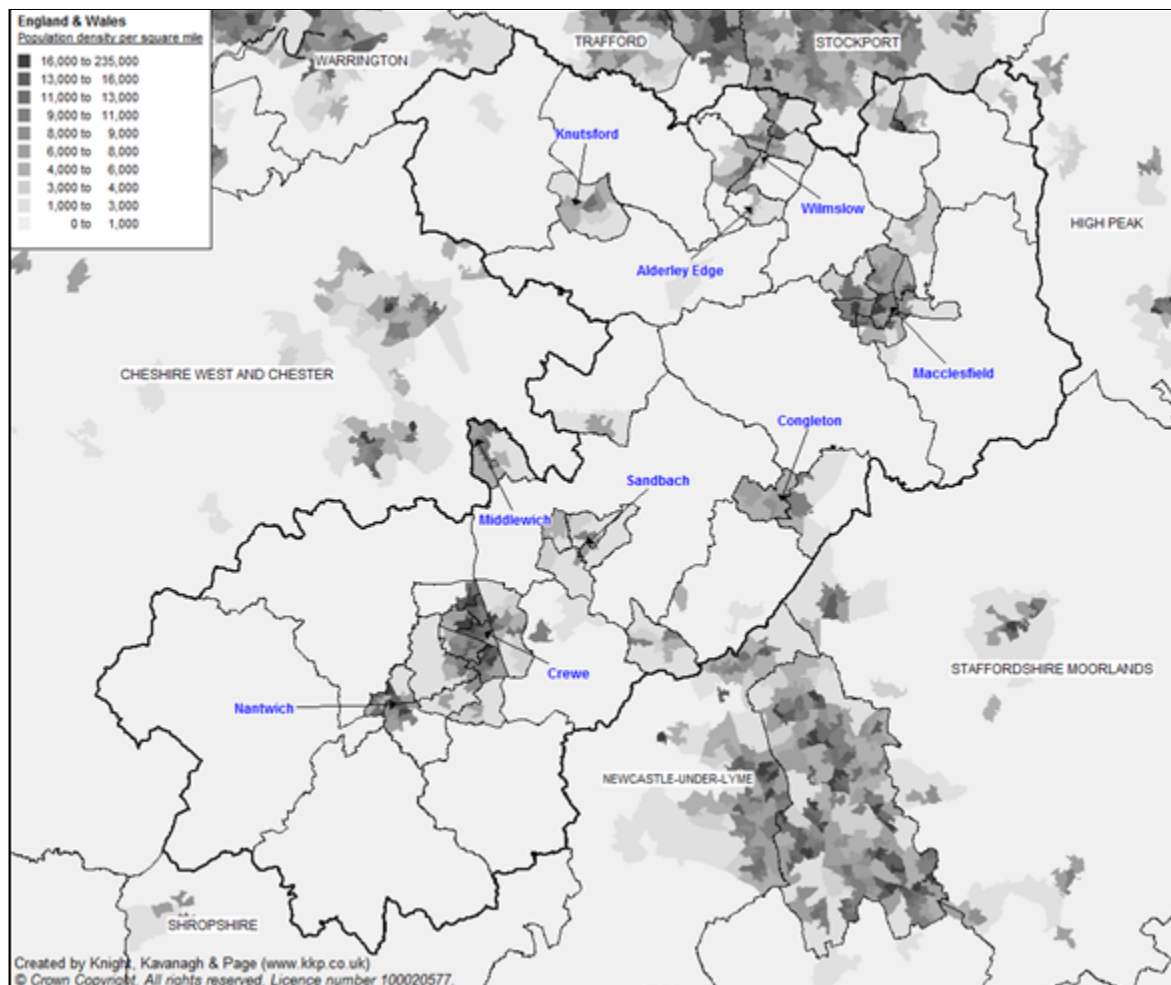 England & Wales
Population density per square mile
16,000 to 235,000
13,000 to 16,000
11,000 to 13,000
9,000 to 11,000
8,000 to 9,000
6,000 to 8,000
4,000 to 6,000
3,000 to 4,000
1,000 to 3,000
0 to 1,000
TRAFFORD
STOCKPORT
WARRINGTON
Knutsford
Wilmslow
HIGH PEAK
Alderley Edge
CHESHIRE WEST AND CHESTER
Macclesfield
Congleton
Sandbach
Middlewich
STAFFORDSHIRE MOORLANDS
Crewe
Nantwich
NEWCASTLE-UNDER-LYME
SHROPSHIRE
Created by Knight, Kavanagh & Page (www.kkp.co.uk)
© Crown Copyright. All rights reserved. Licence number 100020577.